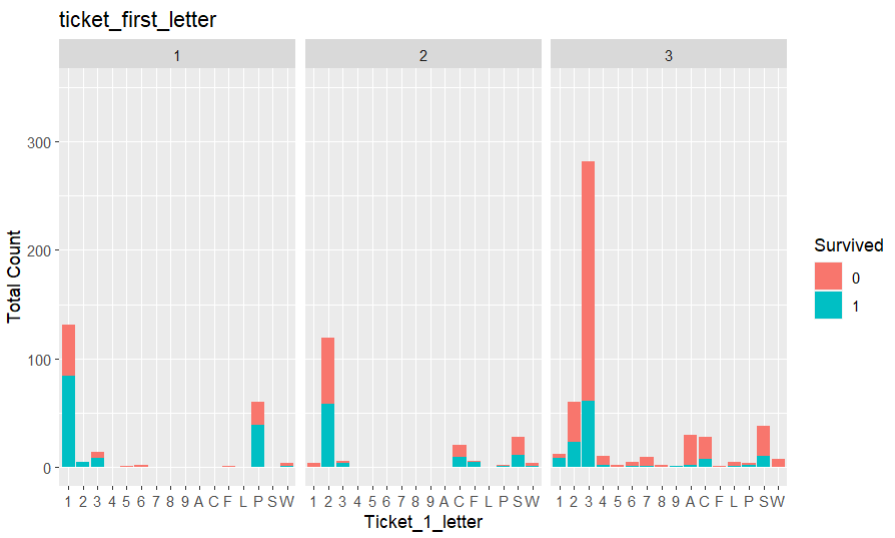 ticket_first_letter
1 2 3
Total Count
300
200
100
0
1 2 3 4 5 6 7 8 9 A C F L P S W 1 2 3 4 5 6 7 8 9 A C F L P S W 1 2 3 4 5 6 7 8 9 A C F L P S W
Ticket_1_letter
Survived
0
1